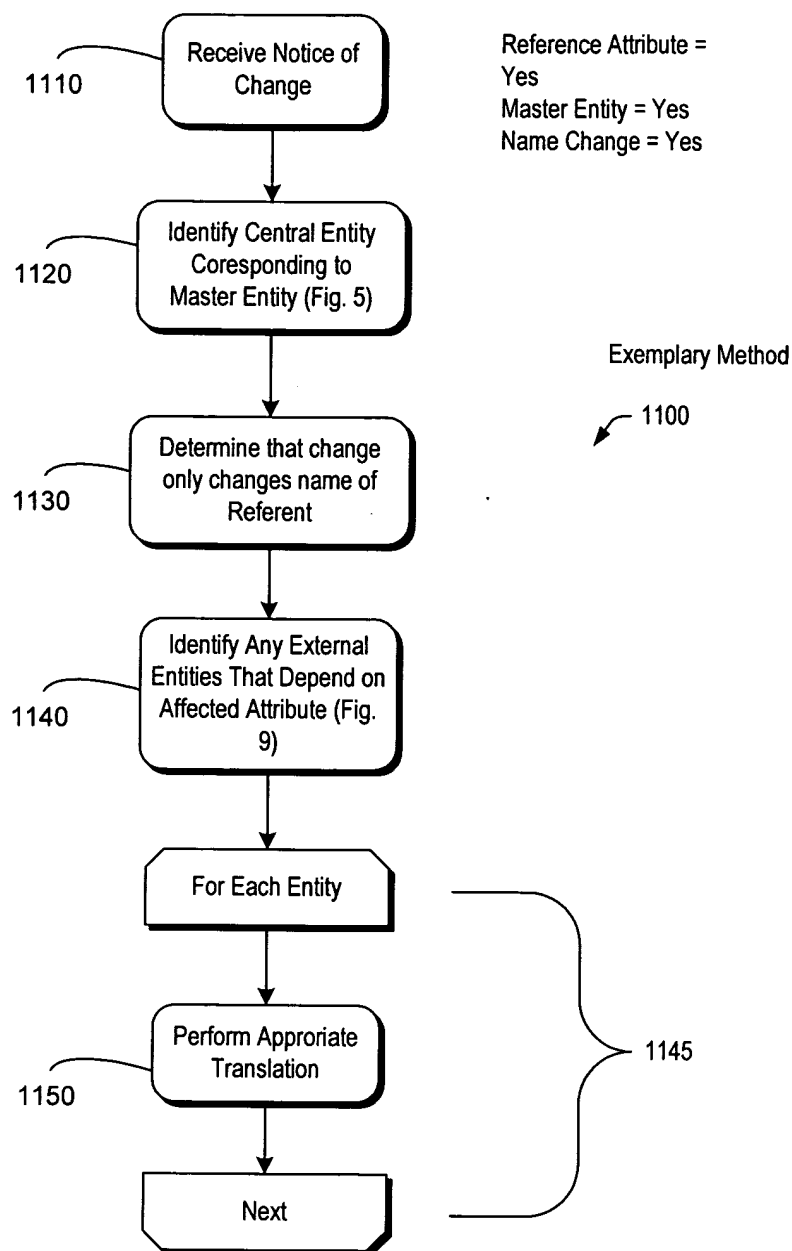 Receive Notice of
Change
1110
Reference Attribute =
Yes
Master Entity = Yes
Name Change = Yes
Identify Central Entity
Coresponding to
Master Entity (Fig. 5)
1120
Exemplary Method
1100
Determine that change
only changes name of
Referent
1130
Identify Any External
Entities That Depend on
Affected Attribute (Fig.
9)
1140
For Each Entity
Perform Approriate
Translation
1150
1145
Next